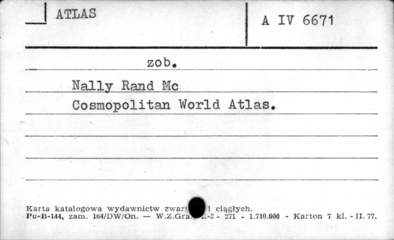 ATLAS
A IV 6671
zob.
Nally Rand Mc
Cosmopolitan World Atlas.
Karta katalogowa wydawnictw ciągłych.
Pu-B-144, zam. 164/DW/On. — W.Z.Gra. - 271 - 1.710.000 - Karton 7 kl. - II. 77.